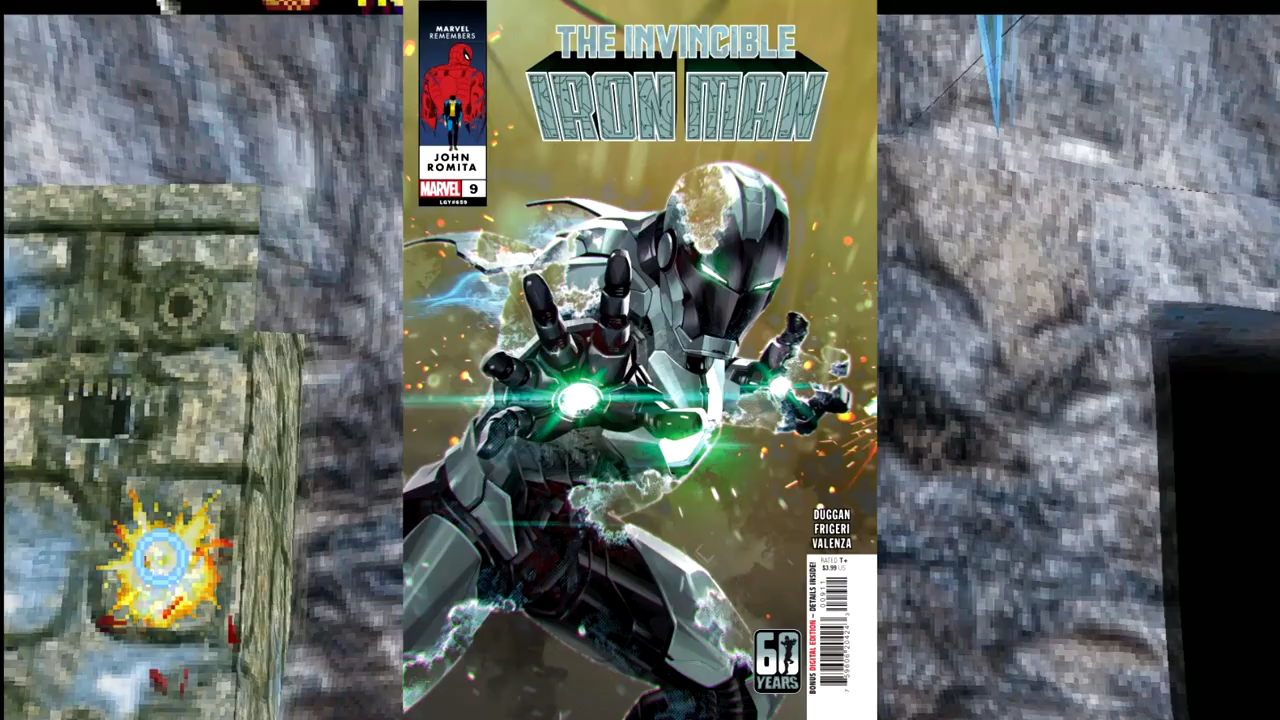 MARVEL
REMEMBERS
JOHN
ROMITA
MARVEL 9
LGY#659
THE INVINCIBLE
IRON MAN
DUGGAN
FRIGERI
VALENZA
RATED T+
$3.99 US
BONUS DIGITAL EDITION – DETAILS INSIDE!
00911
60
YEARS